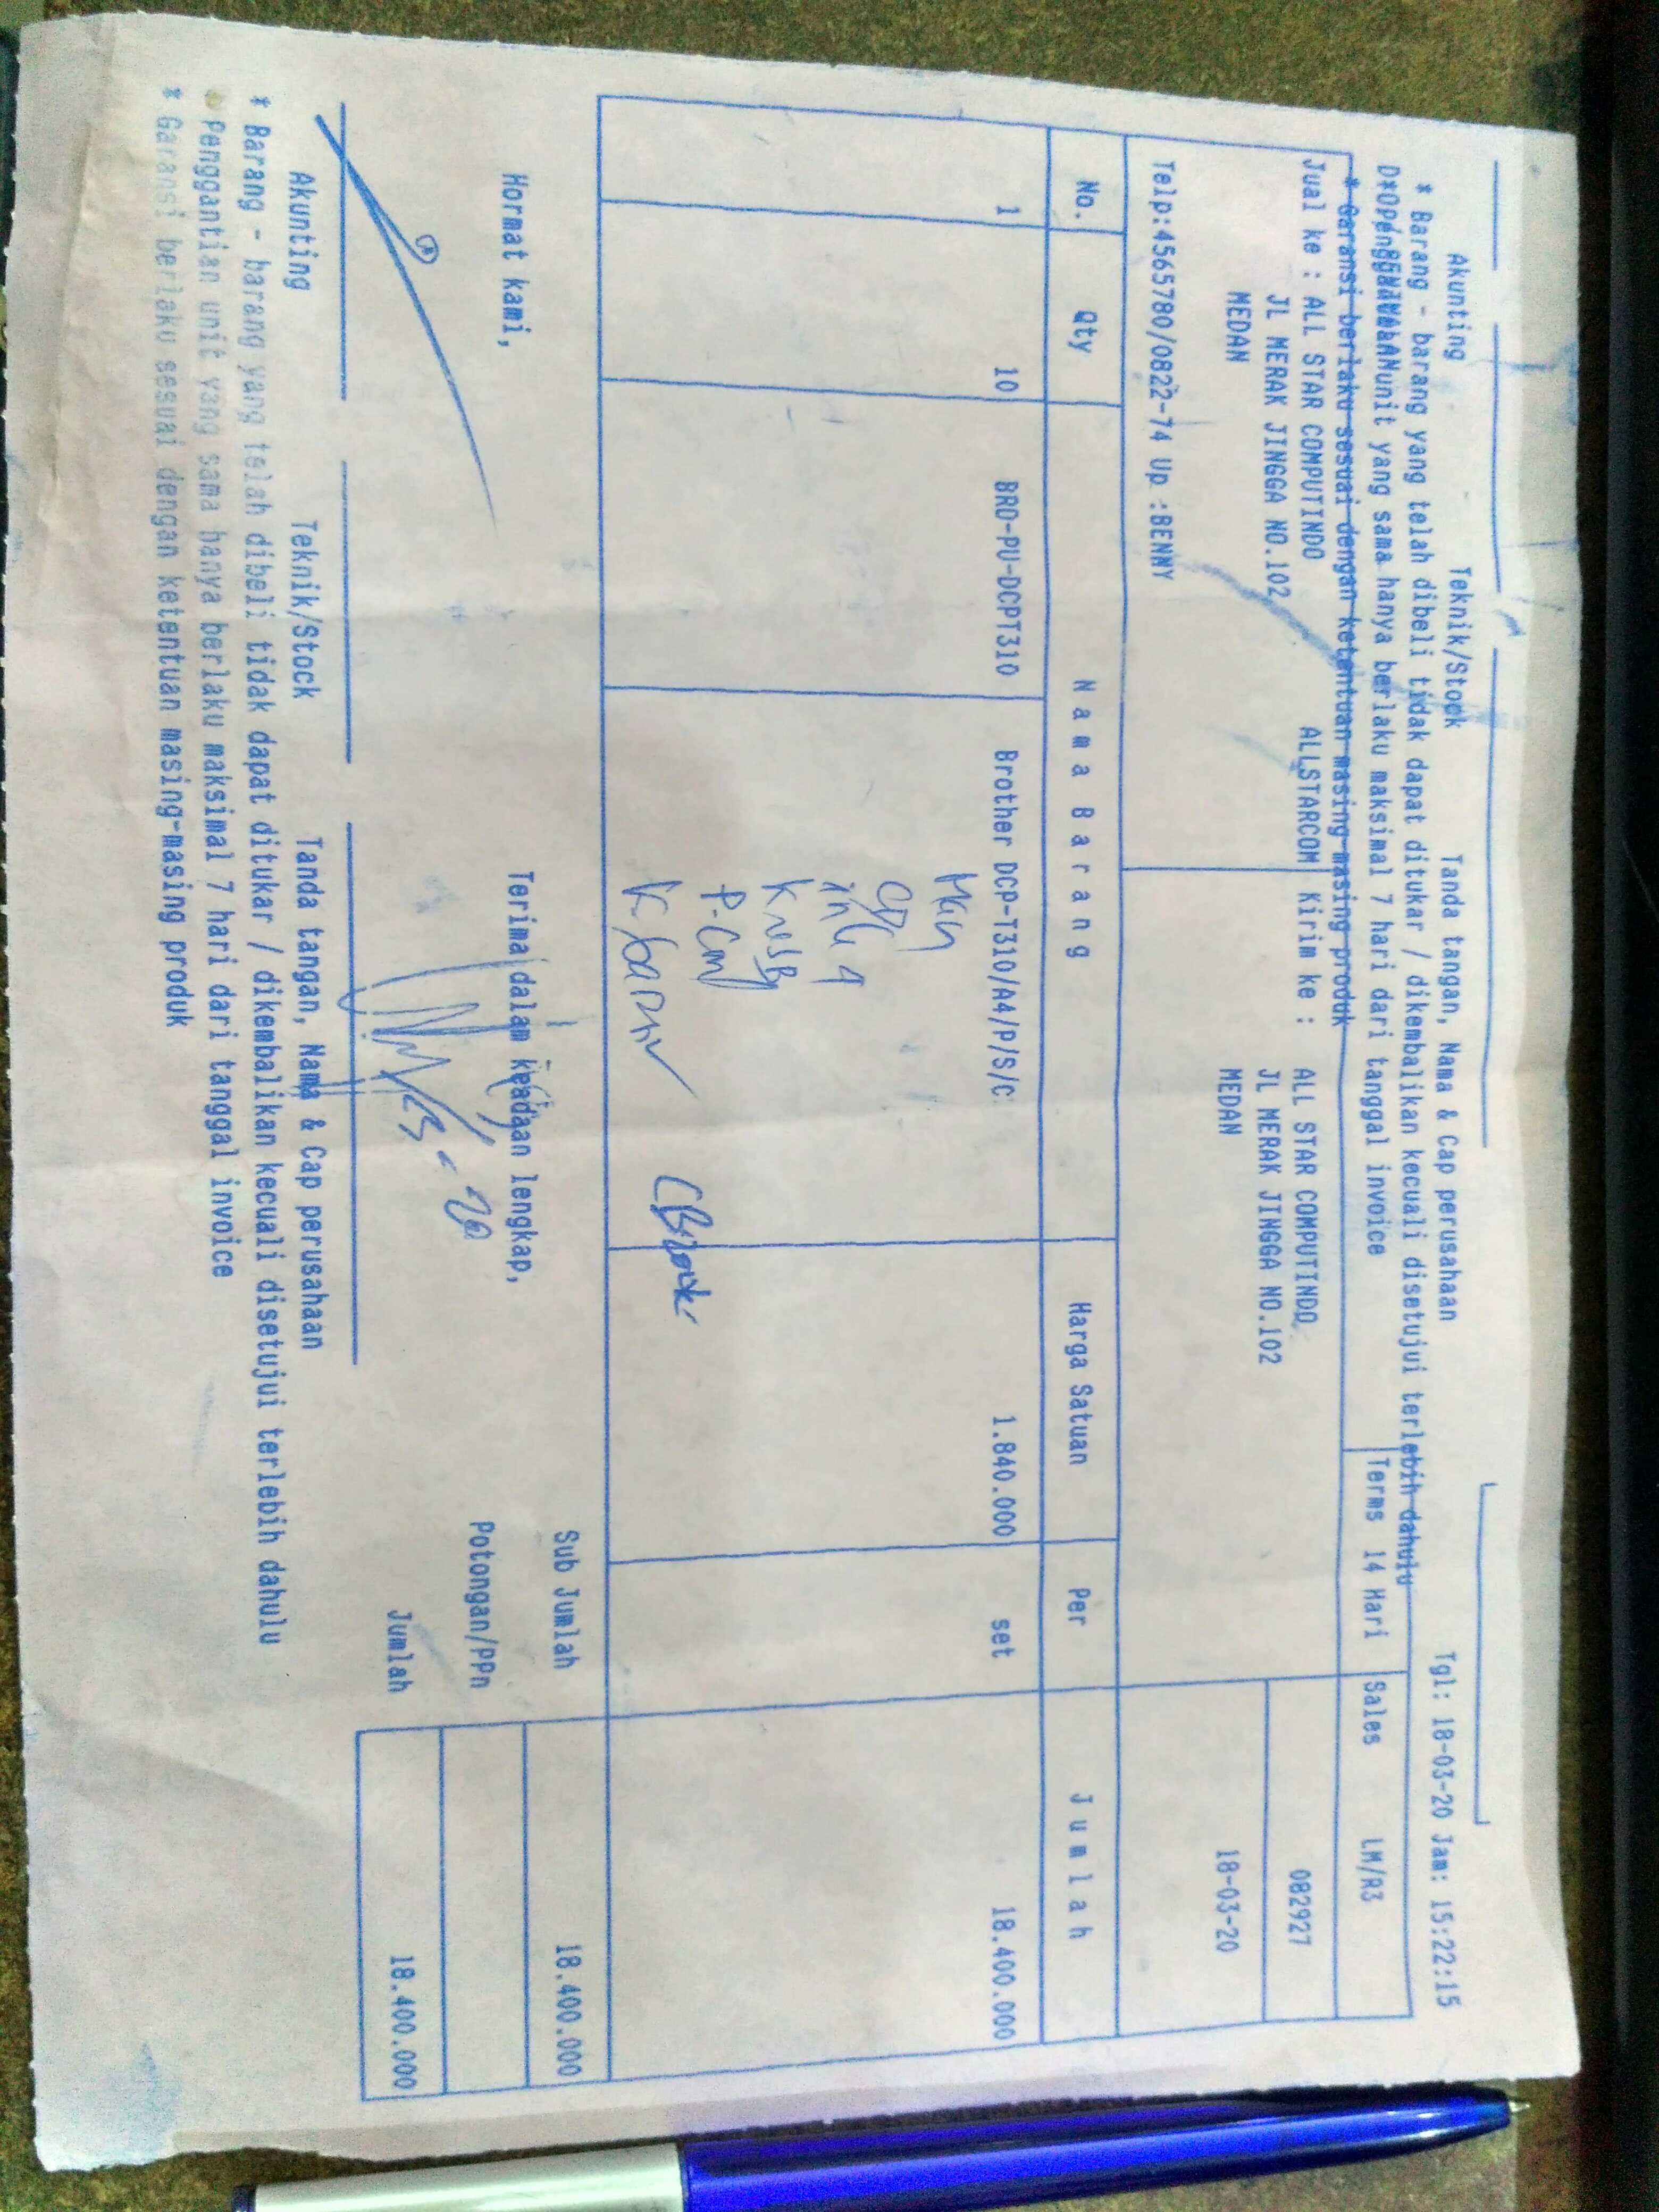 Akunting Teknik/Stock Tanda tangan, Nama & Cap perusahaan
Tgl: 18-03-20 Jam: 15:22:15
* Barang - barang yang telah dibeli tidak dapat ditukar / dikembalikan kecuali disetujui terlebih dahulu
unit yang sama hanya berlaku maksimal 7 hari dari tanggal invoice
Terms 14 Hari Sales LM/R3
* Garansi berlaku sesuai dengan ketentuan masing-masing produk
Jual ke : ALL STAR COMPUTINDO ALLSTARCOM Kirim ke : ALL STAR COMPUTINDO 082927
JL MERAK JINGGA NO.102 JL MERAK JINGGA NO.102
MEDAN MEDAN 18-03-20
Telp:4565780/0822-74 Up :BENNY
No. Qty Nama Barang Harga Satuan Per Jumlah
1 10 BRO-PU-DCPT310 Brother DCP-T310/A4/P/S/C 1.840.000 set 18.400.000
Sub Jumlah 18.400.000
Hormat kami, Terima dalam keadaan lengkap,
Potongan/PPn
Jumlah 18.400.000
Akunting Teknik/Stock Tanda tangan, Nama & Cap perusahaan
* Barang - barang yang telah dibeli tidak dapat ditukar / dikembalikan kecuali disetujui terlebih dahulu
* Penggantian unit yang sama hanya berlaku maksimal 7 hari dari tanggal invoice
* Garansi berlaku sesuai dengan ketentuan masing-masing produk